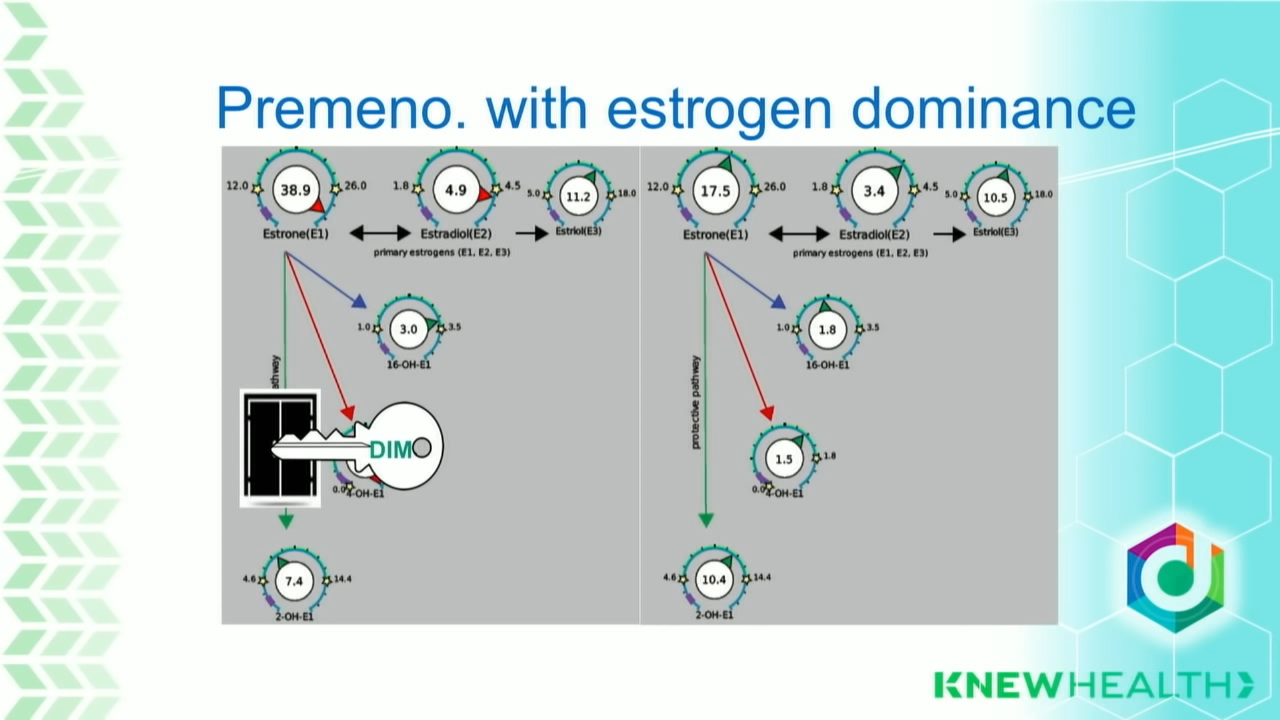 Premeno. with estrogen dominance
12.0 38.9 26.0
Estrone(E1)
1.8 4.9 4.5
Estradiol(E2)
5.0 11.2 18.0
Estriol(E3)
primary estrogens (E1, E2, E3)
1.0 3.0 3.5
16-OH-E1
athway
DIM
0.0
4-OH-E1
4.6 7.4 14.4
2-OH-E1
12.0 17.5 26.0
Estrone(E1)
1.8 3.4 4.5
Estradiol(E2)
5.0 10.5 18.0
Estriol(E3)
primary estrogens (E1, E2, E3)
1.0 1.8 3.5
16-OH-E1
protective pathway
1.5 1.8
0.0
4-OH-E1
4.6 10.4 14.4
2-OH-E1
KNEWHEALTH